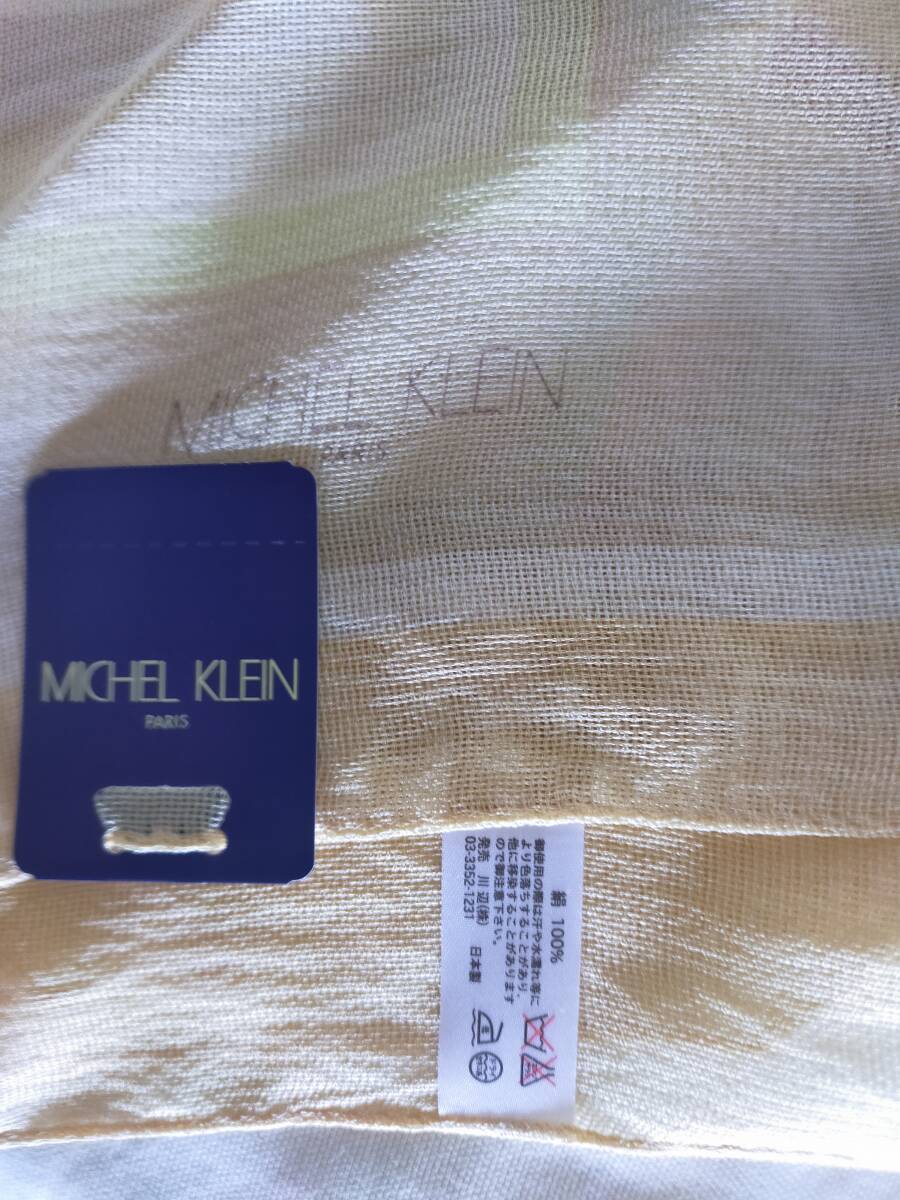 MICHEL KLEIN
PARIS
MICHEL KLEIN
PARIS
絹 100%
御使用の際は汗や水濡れ等に
より色落ちすることがあり、
他に移染することがあります
ので御注意下さい。
発売 川辺(株) 日本製
03-3352-1231